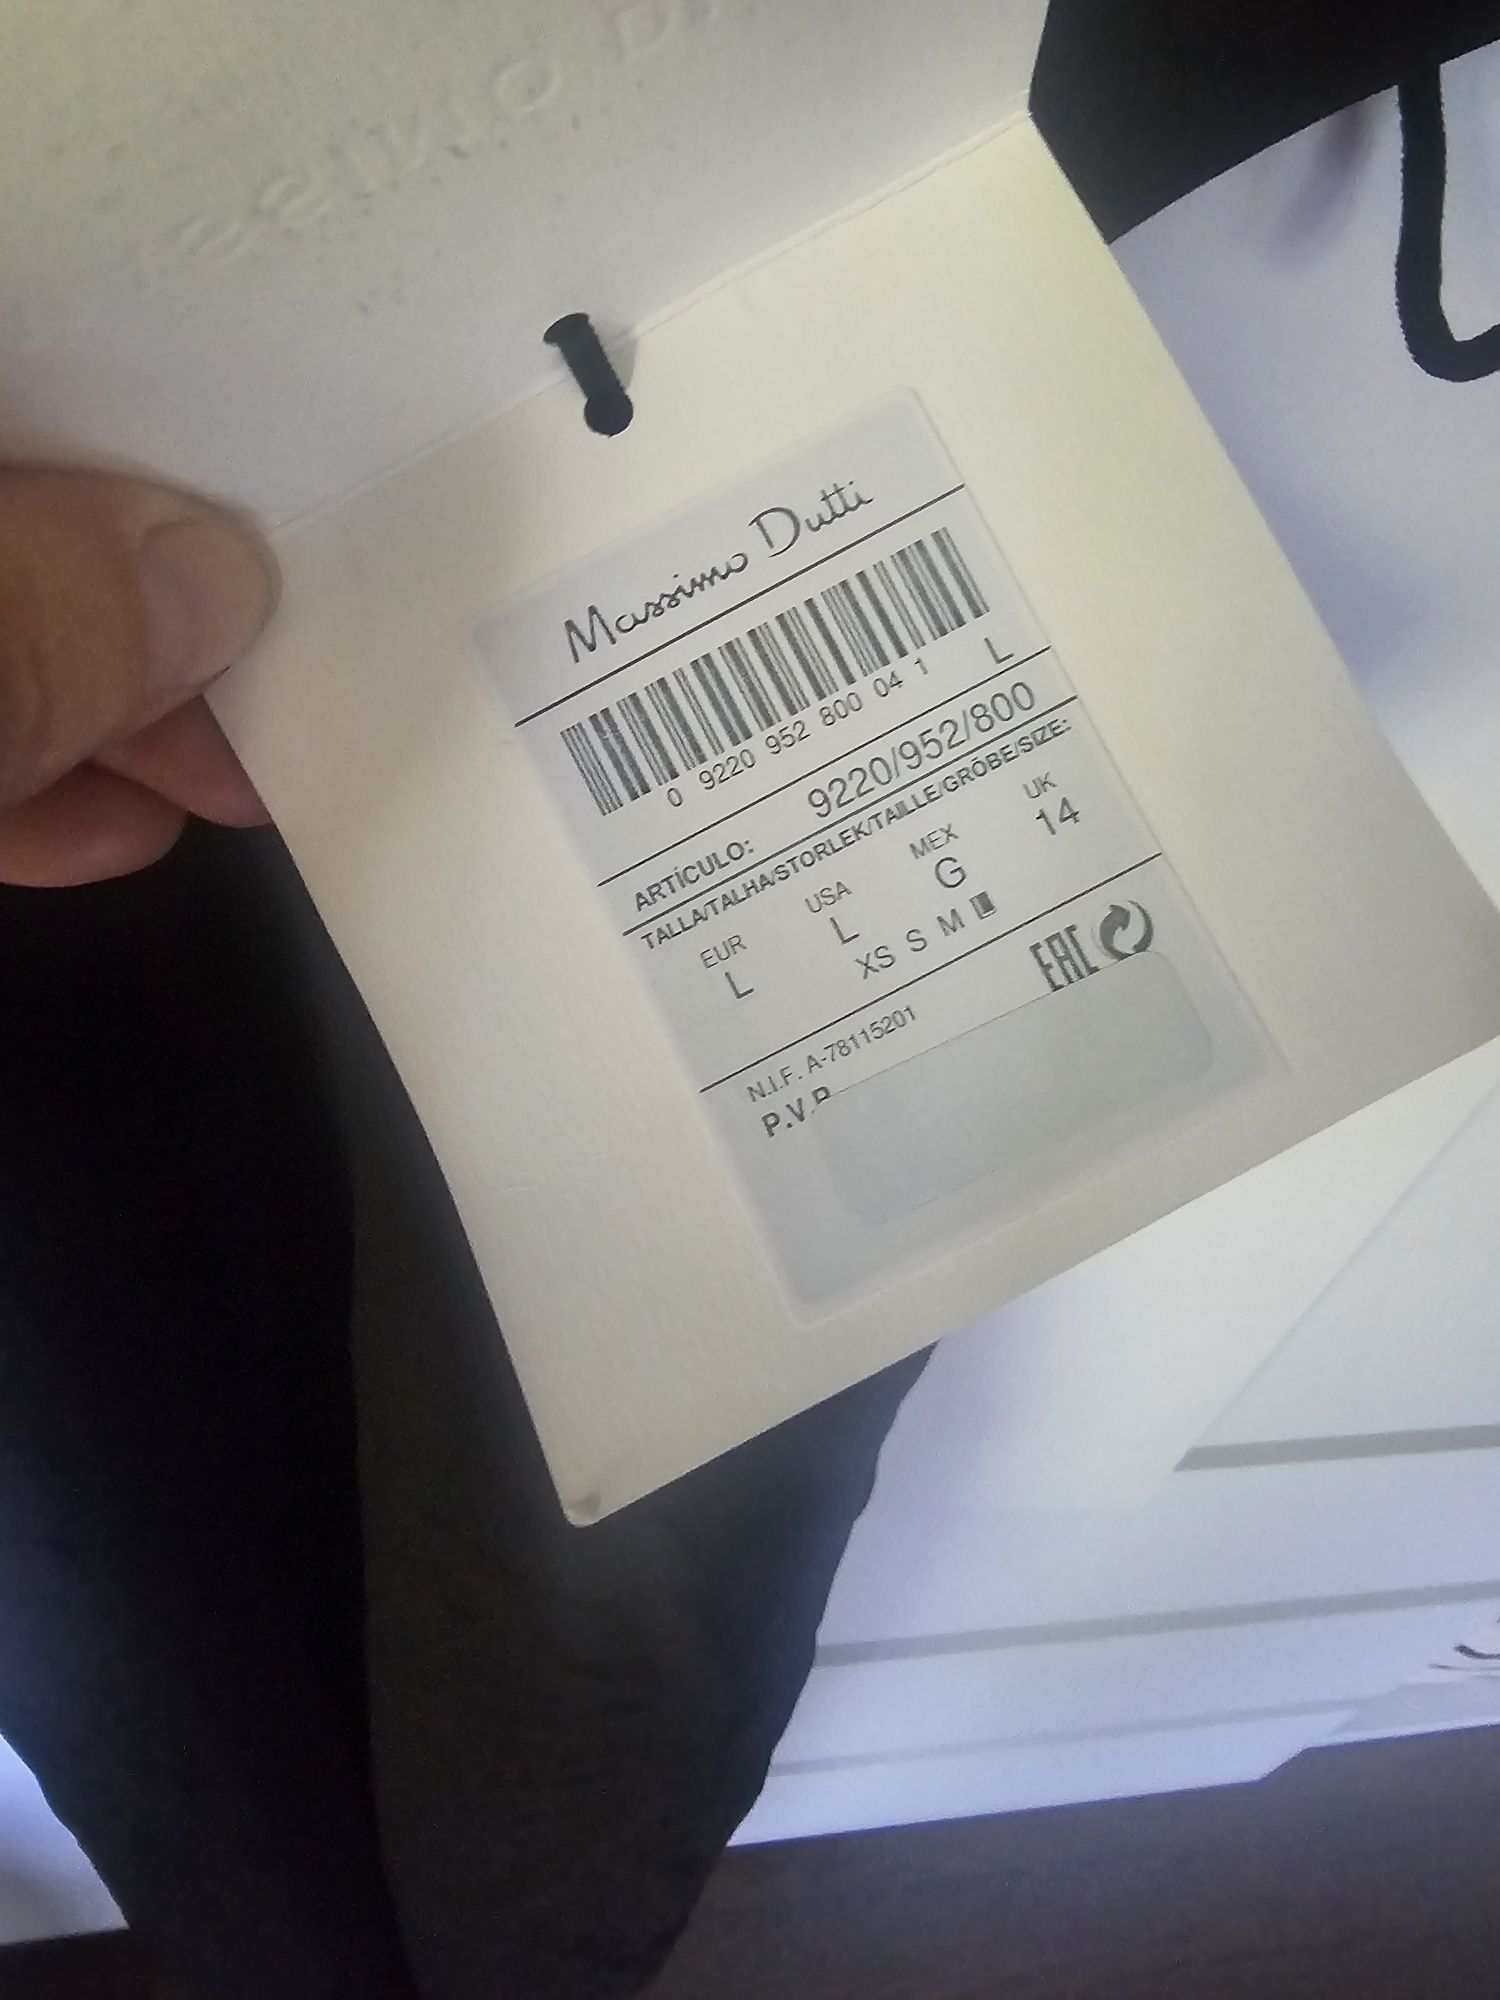 Massimo Dutti
0 9220 952 800 04 1 L
ARTÍCULO: 9220/952/800
TALLA/TALHA/STORLEK/TAILLE/GRÖBE/SIZE:
EUR USA MEX UK
L L G 14
XS S M L
EAC
N.I.F. A-78115201
P.V.P